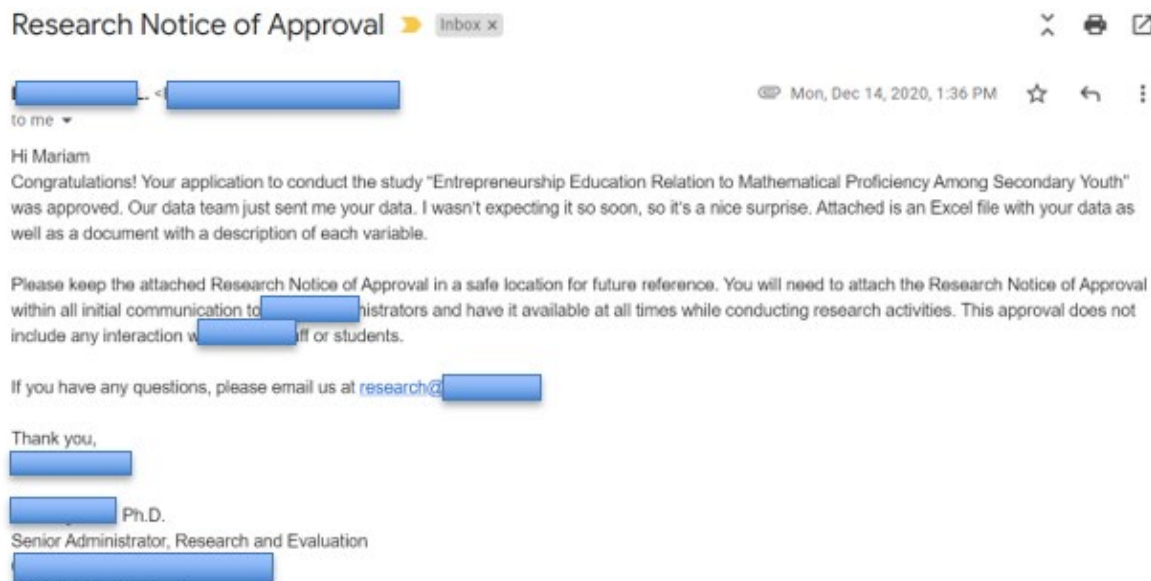 Research Notice of Approval Inbox x
Mon, Dec 14, 2020, 1:36 PM
to me
Hi Mariam
Congratulations! Your application to conduct the study “Entrepreneurship Education Relation to Mathematical Proficiency Among Secondary Youth”
was approved. Our data team just sent me your data. I wasn’t expecting it so soon, so it’s a nice surprise. Attached is an Excel file with your data as
well as a document with a description of each variable.
Please keep the attached Research Notice of Approval in a safe location for future reference. You will need to attach the Research Notice of Approval
within all initial communication to histrators and have it available at all times while conducting research activities. This approval does not
include any interaction or students.
If you have any questions, please email us at research@
Thank you,
Ph.D.
Senior Administrator, Research and Evaluation